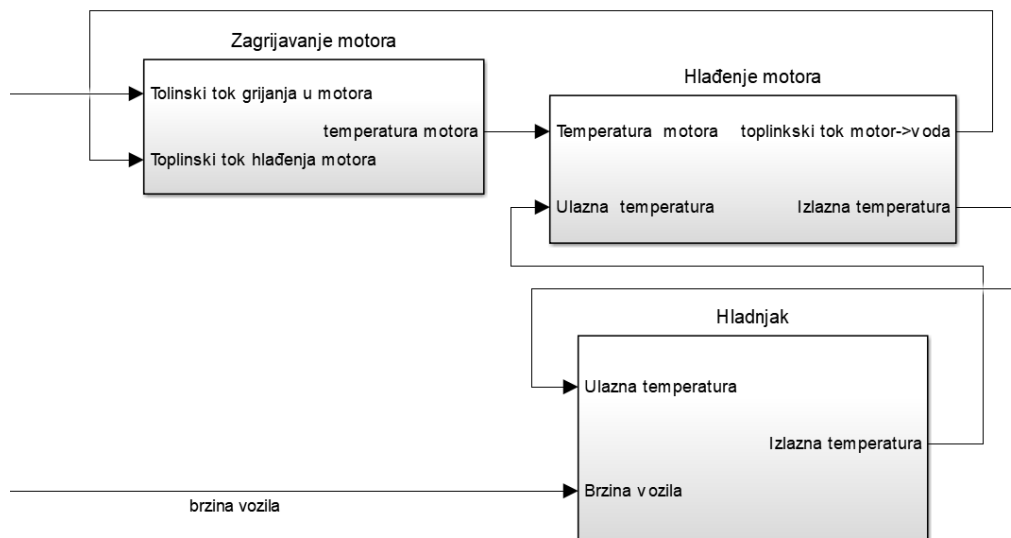 Zagrijavanje motora
Tolinski tok grijanja u motora
temperatura motora
Toplinski tok hlađenja motora
Hlađenje motora
Temperatura motora
toplinkski tok motor->voda
Ulazna temperatura
Izlazna temperatura
Hladnjak
Ulazna temperatura
Izlazna temperatura
Brzina vozila
brzina vozila